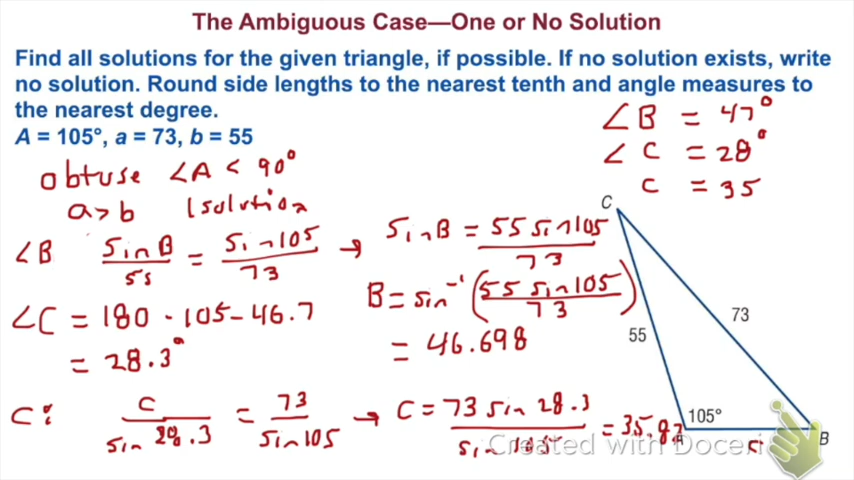 The Ambiguous Case—One or No Solution
Find all solutions for the given triangle, if possible. If no solution exists, write
no solution. Round side lengths to the nearest tenth and angle measures to
the nearest degree.
A = 105°, a = 73, b = 55
∠B = 47°
∠C = 28°
c = 35
obtuse ∠A < 90°
a > b 1 solution
∠B sinB/55 = sin105/73 → sinB = 55 sin105/73
B = sin⁻¹(55 sin105/73)
= 46.698
∠C = 180 - 105 - 46.7
= 28.3°
c: c/sin 28.3 = 73/sin105 → c = 73 sin 28.3/sin 105 = 35.82
C
55
73
105°
A
B
Created with Doceri